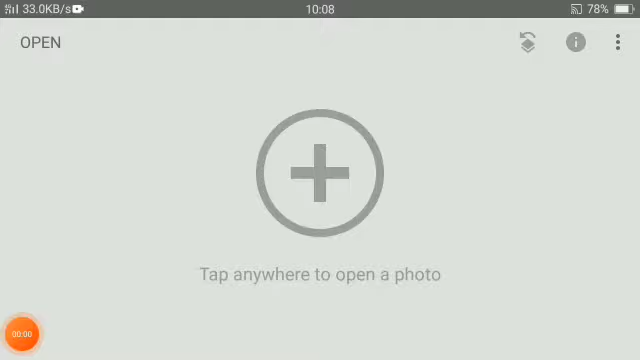 33.0KB/s
10:08
78%
OPEN
Tap anywhere to open a photo
00:00